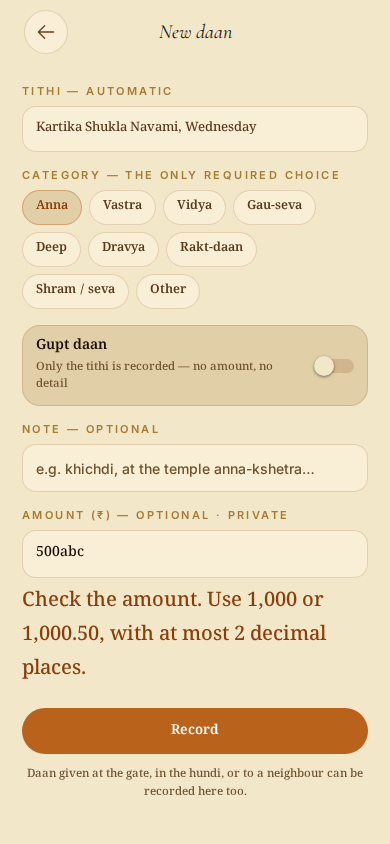 New daan
TITHI — AUTOMATIC
Kartika Shukla Navami, Wednesday
CATEGORY — THE ONLY REQUIRED CHOICE
Anna Vastra Vidya Gau-seva
Deep Dravya Rakt-daan
Shram / seva Other
Gupt daan
Only the tithi is recorded — no amount, no
detail
NOTE — OPTIONAL
e.g. khichdi, at the temple anna-kshetra...
AMOUNT (₹) — OPTIONAL · PRIVATE
500abc
Check the amount. Use 1,000 or
1,000.50, with at most 2 decimal
places.
Record
Daan given at the gate, in the hundi, or to a neighbour can be
recorded here too.